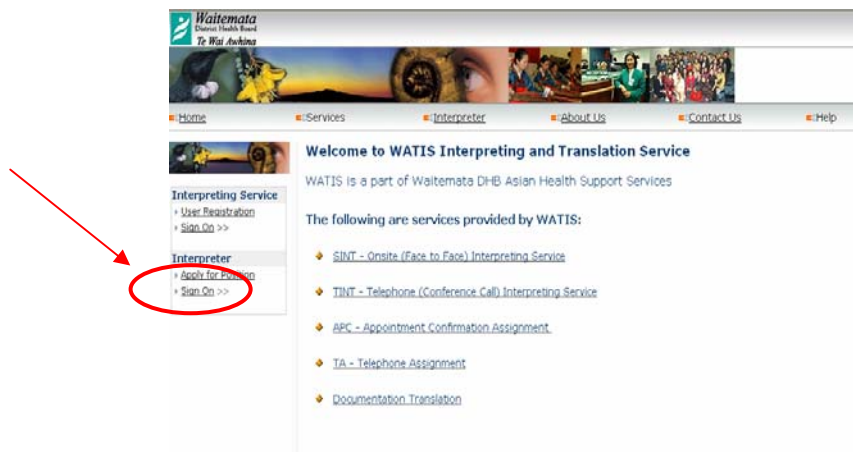 Waitemata
District Health Board
Te Wai Awhina
Home Services Interpreter About Us Contact Us Help
Interpreting Service
User Registration
Sign On >>
Interpreter
Apply for Position
Sign On >>
Welcome to WATIS Interpreting and Translation Service
WATIS is a part of Waitemata DHB Asian Health Support Services
The following are services provided by WATIS:
SINT - Onsite (Face to Face) Interpreting Service
TINT - Telephone (Conference Call) Interpreting Service
APC - Appointment Confirmation Assignment
TA - Telephone Assignment
Documentation Translation